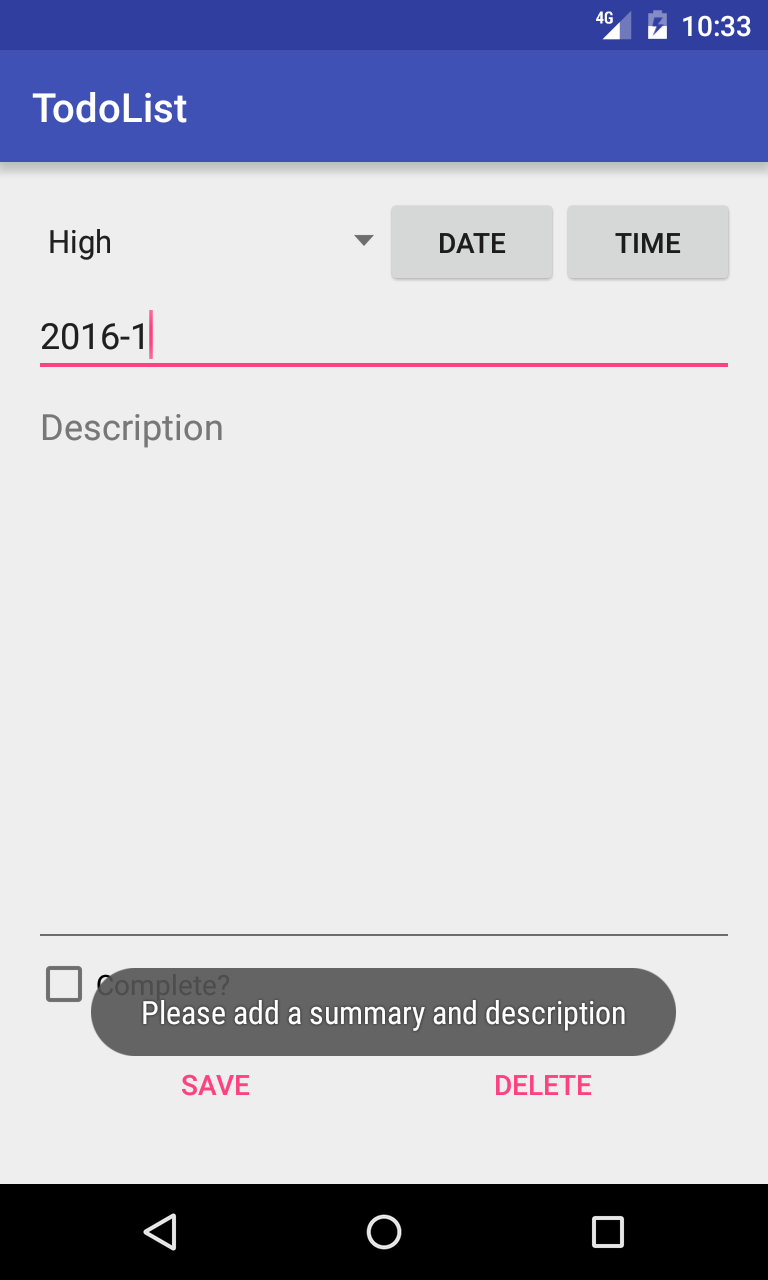 4G 10:33
TodoList
High DATE TIME
2016-1
Description
Complete?
Please add a summary and description
SAVE DELETE